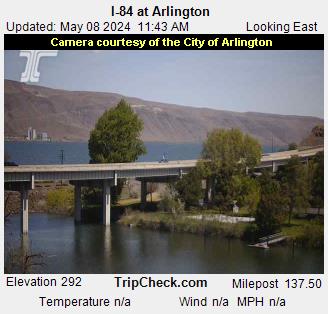 I-84 at Arlington
Updated: May 08 2024 11:43 AM Looking East
Camera courtesy of the City of Arlington
Elevation 292 TripCheck.com Milepost 137.50
Temperature n/a Wind n/a MPH n/a